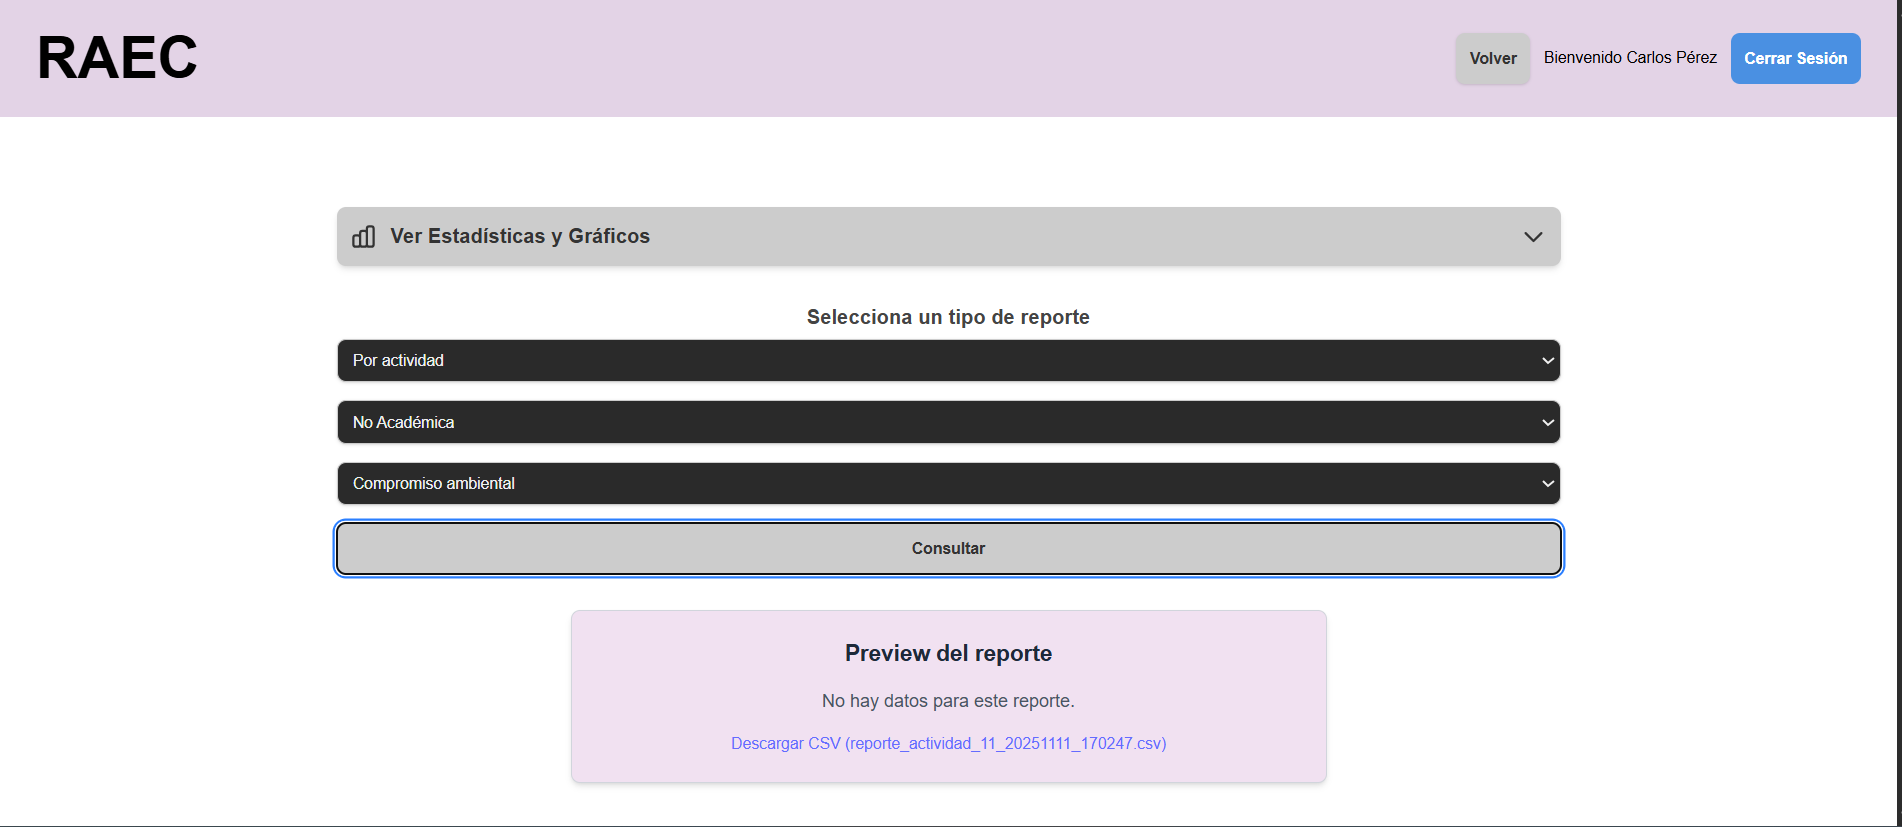 RAEC
Volver
Bienvenido Carlos Pérez
Cerrar Sesión
Ver Estadísticas y Gráficos
Selecciona un tipo de reporte
Por actividad
No Académica
Compromiso ambiental
Consultar
Preview del reporte
No hay datos para este reporte.
Descargar CSV (reporte_actividad_11_20251111_170247.csv)